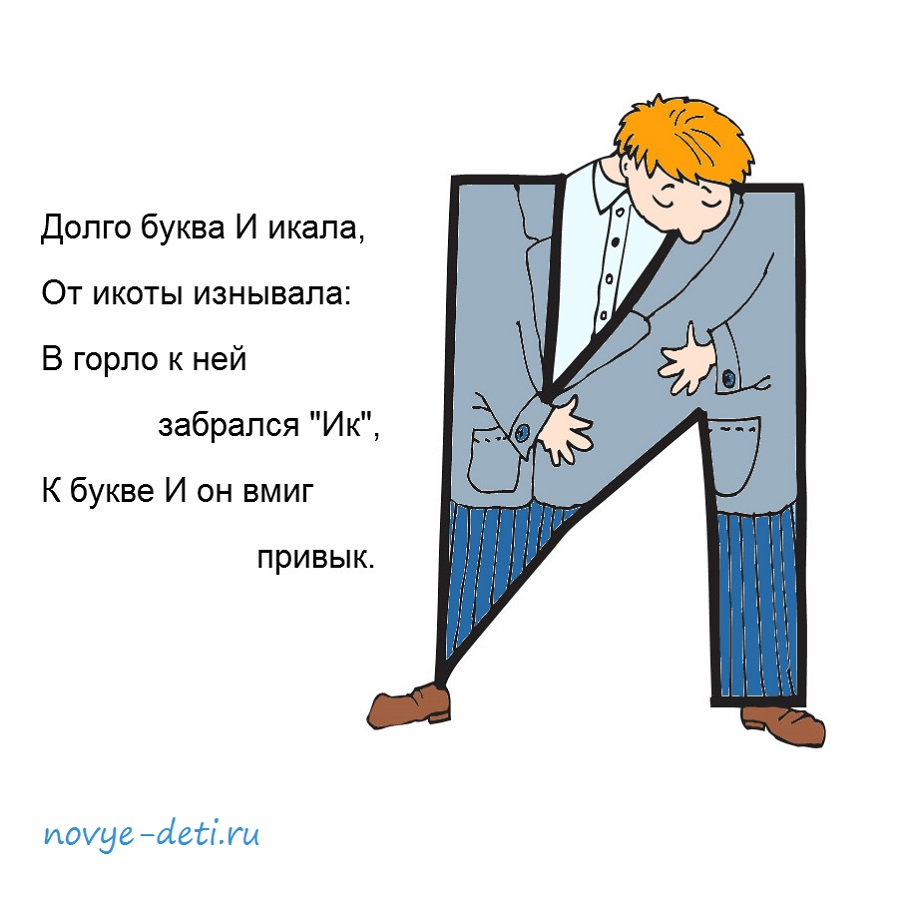 Долго буква И икала,
От икоты изнывала:
В горло к ней
забрался "Ик",
К букве И он вмиг
привык.
novye-deti.ru